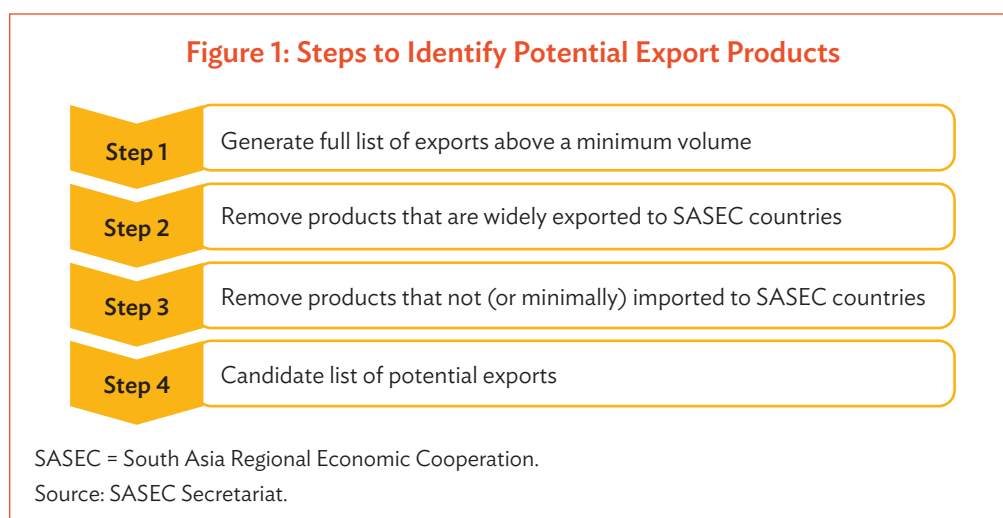 Figure 1: Steps to Identify Potential Export Products
Step 1
Generate full list of exports above a minimum volume
Step 2
Remove products that are widely exported to SASEC countries
Step 3
Remove products that not (or minimally) imported to SASEC countries
Step 4
Candidate list of potential exports
SASEC = South Asia Regional Economic Cooperation.
Source: SASEC Secretariat.